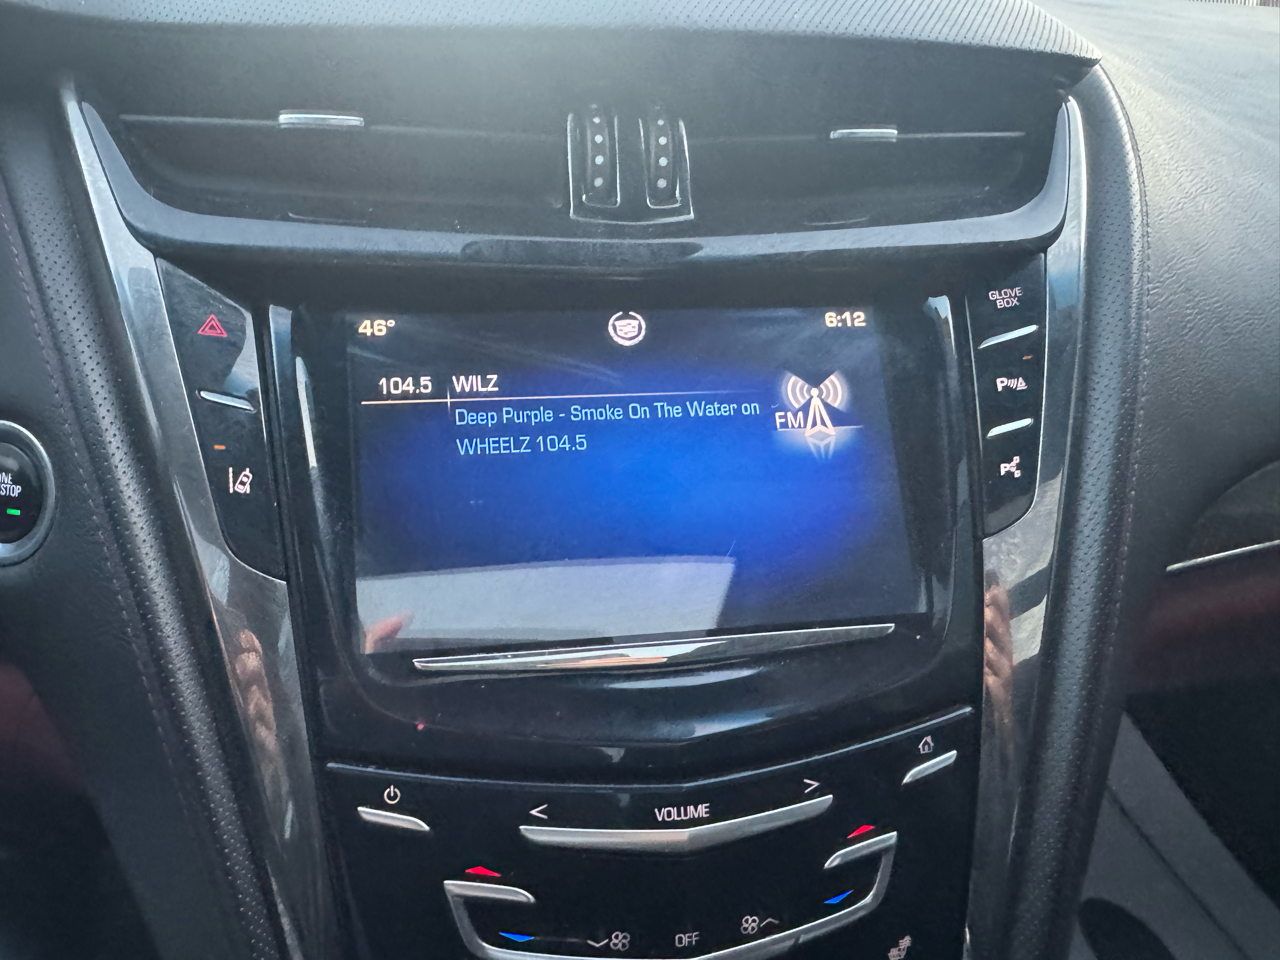 46°
6:12
104.5 WILZ
Deep Purple - Smoke On The Water on
WHEELZ 104.5
FM
GLOVE
BOX
P
P
STOP
< VOLUME >
OFF